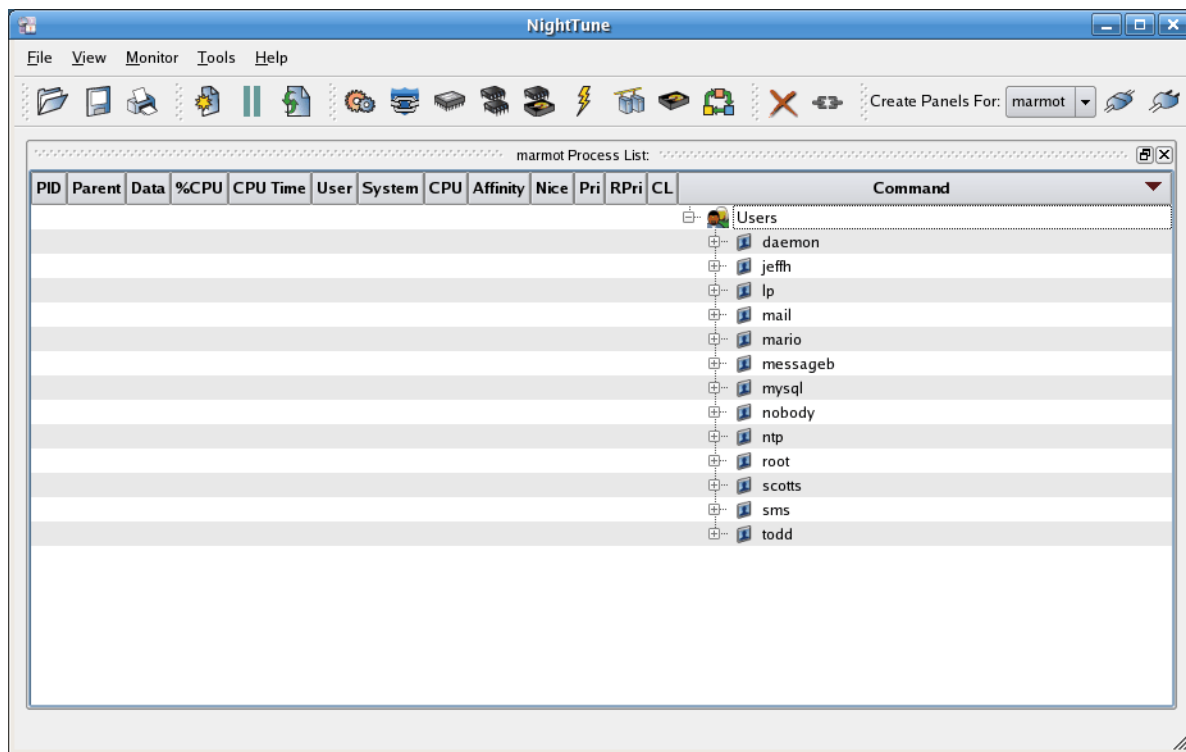 NightTune
File View Monitor Tools Help
Create Panels For: marmot
marmot Process List:
PID Parent Data %CPU CPU Time User System CPU Affinity Nice Pri RPri CL Command
Users
daemon
jeffh
lp
mail
mario
messageb
mysql
nobody
ntp
root
scotts
sms
todd